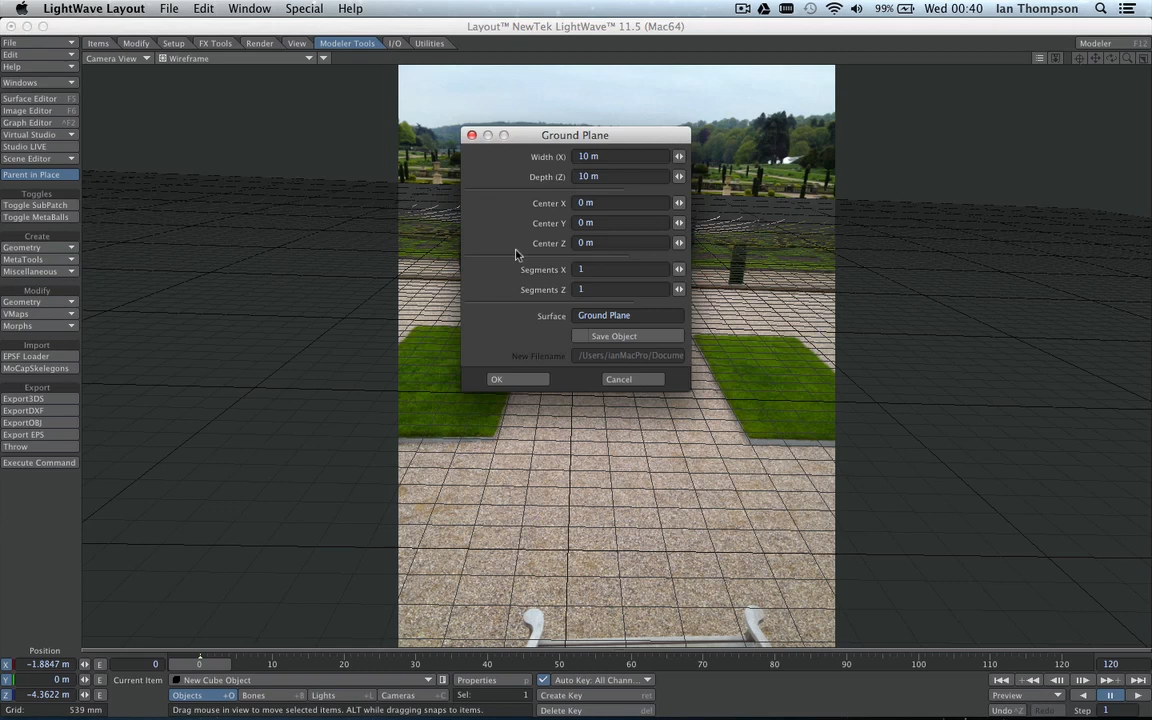 LightWave Layout File Edit Window Special Help 99% Wed 00:40 Ian Thompson
Layout™ NewTek LightWave™ 11.5 (Mac64)
File Items Modify Setup FX Tools Render View Modeler Tools I/O Utilities Modeler F12
Edit Camera View Wireframe
Help
Windows
Surface Editor F5
Image Editor F6
Graph Editor ^F2
Virtual Studio
Studio LIVE
Scene Editor
Parent in Place
Toggles
Toggle SubPatch
Toggle MetaBalls
Create
Geometry
MetaTools
Miscellaneous
Modify
Geometry
VMaps
Morphs
Import
EPSF Loader
MoCapSkelegons
Export
Export3DS
ExportDXF
ExportOBJ
Export EPS
Throw
Execute Command
Ground Plane
Width (X) 10 m
Depth (Z) 10 m
Center X 0 m
Center Y 0 m
Center Z 0 m
Segments X 1
Segments Z 1
Surface Ground Plane
Save Object
New Filename /Users/ianMacPro/Docume
OK Cancel
Position
X -1.8847 m E 0 0 10 20 30 40 50 60 70 80 90 100 110 120 120
Y 0 m E Current Item New Cube Object Properties p Auto Key: All Chann... Preview
Z -4.3622 m E Objects +O Bones +B Lights +L Cameras +C Sel: 1 Create Key ret
Grid: 539 mm Drag mouse in view to move selected items. ALT while dragging snaps to items. Delete Key del Undo ^Z Redo Step 1